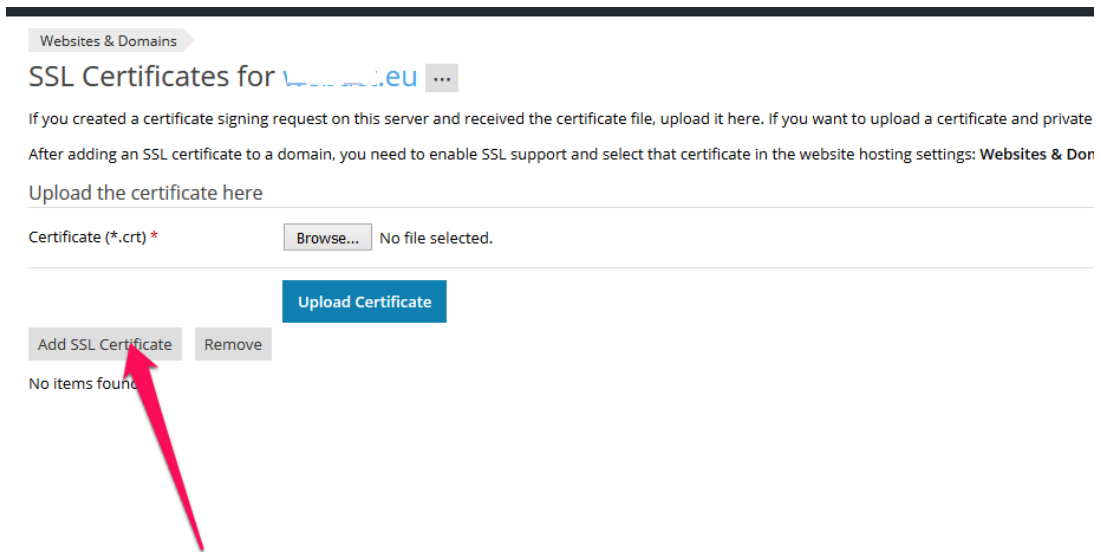 Websites & Domains
SSL Certificates for .eu ...
If you created a certificate signing request on this server and received the certificate file, upload it here. If you want to upload a certificate and private
After adding an SSL certificate to a domain, you need to enable SSL support and select that certificate in the website hosting settings: Websites & Dom
Upload the certificate here
Certificate (*.crt) * Browse... No file selected.
Upload Certificate
Add SSL Certificate Remove
No items found